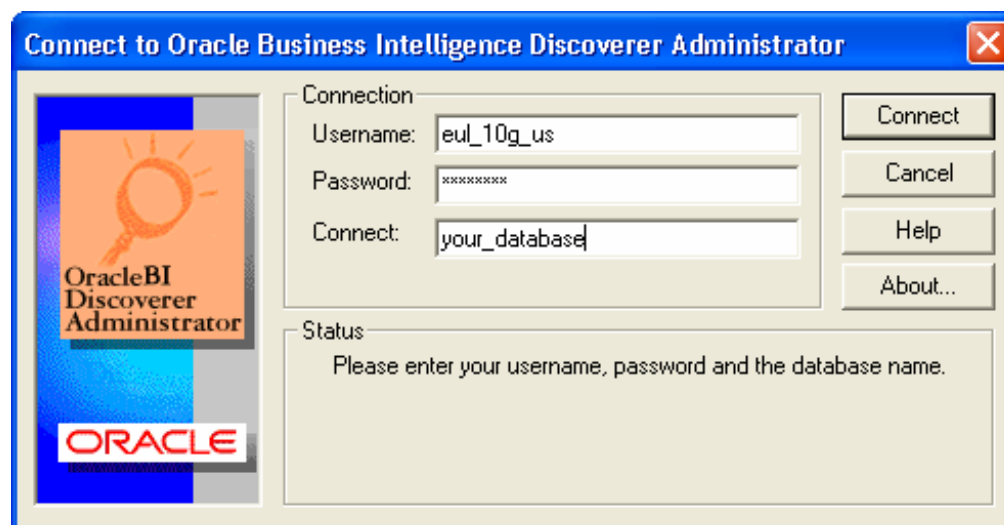 Connect to Oracle Business Intelligence Discoverer Administrator
OracleBI
Discoverer
Administrator
ORACLE
Connection
Username: eul_10g_us
Password: ********
Connect: your_database
Connect
Cancel
Help
About...
Status
Please enter your username, password and the database name.